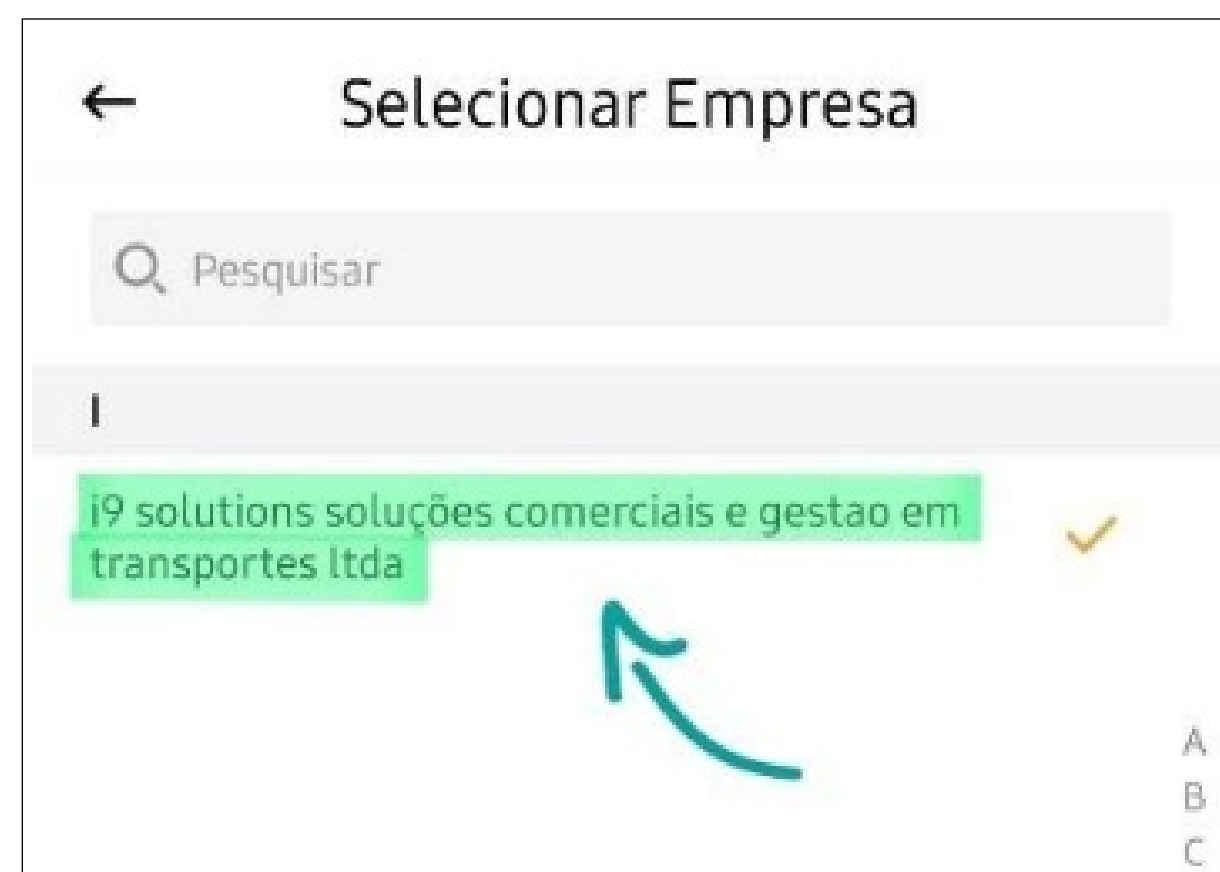 Selecionar Empresa
Pesquisar
I
i9 solutions soluções comerciais e gestao em
transportes ltda
A
B
C